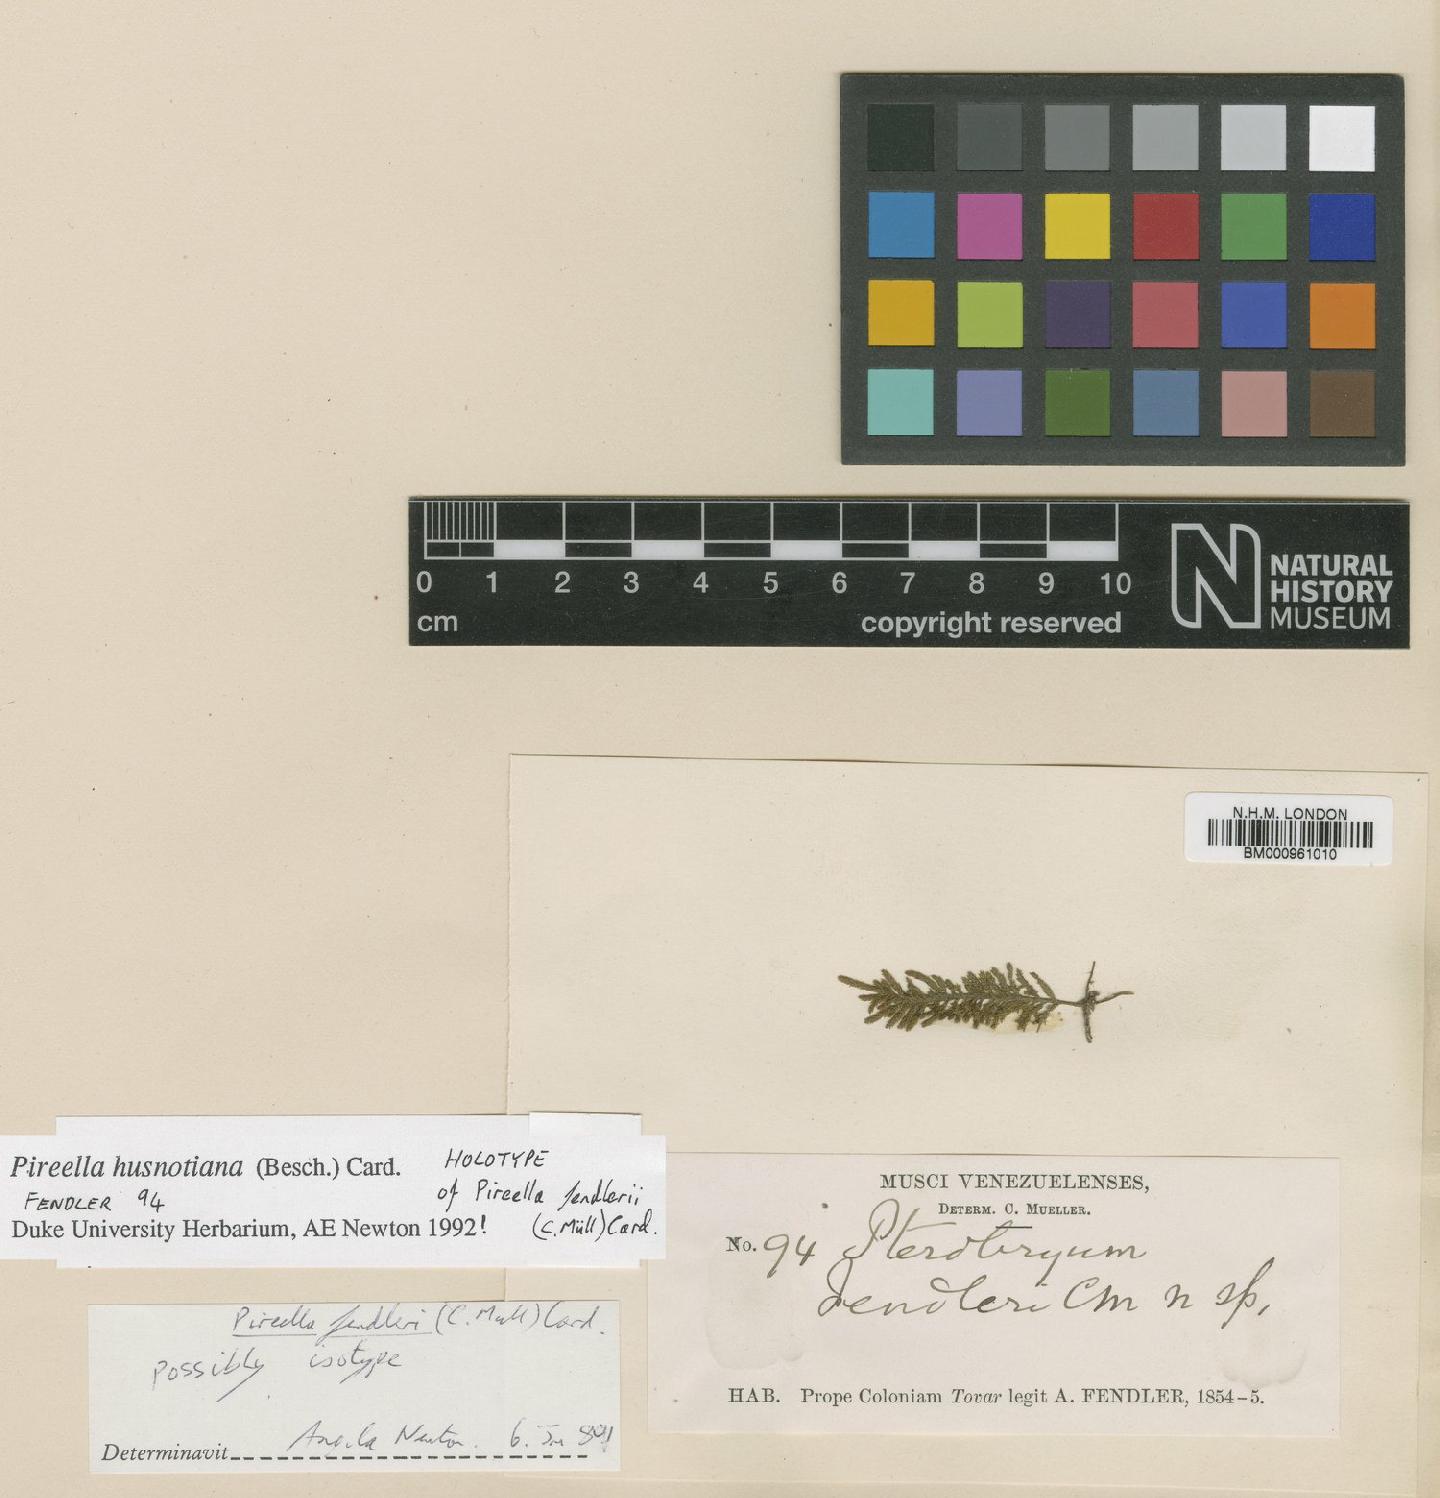 0 1 2 3 4 5 6 7 8 9 10
cm
copyright reserved
NATURAL
HISTORY
MUSEUM
N.H.M. LONDON
BM000961010
Pireella husnotiana (Besch.) Card.
HOLOTYPE
FENDLER 94
of Pireella fendlerii
Duke University Herbarium, AE Newton 1992!
(C.Müll) Card.
MUSCI VENEZUELENSES,
DETERM. C. MUELLER.
No. 94 Pterobryum
Fendleri CM n sp,
HAB. Prope Coloniam Tovar legit A. FENDLER, 1854-5.
Pireella fendleri (C. Müll) Card.
possibly isotype
Determinavit Angela Newton. 6.